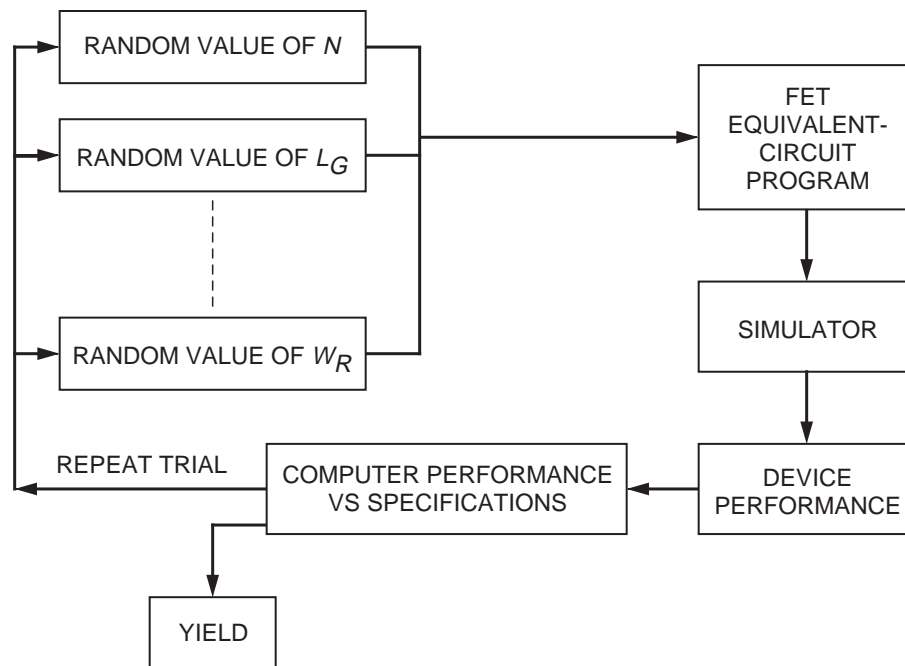 RANDOM VALUE OF N
RANDOM VALUE OF L_G
RANDOM VALUE OF W_R
FET
EQUIVALENT-
CIRCUIT
PROGRAM
SIMULATOR
DEVICE
PERFORMANCE
COMPUTER PERFORMANCE
VS SPECIFICATIONS
REPEAT TRIAL
YIELD